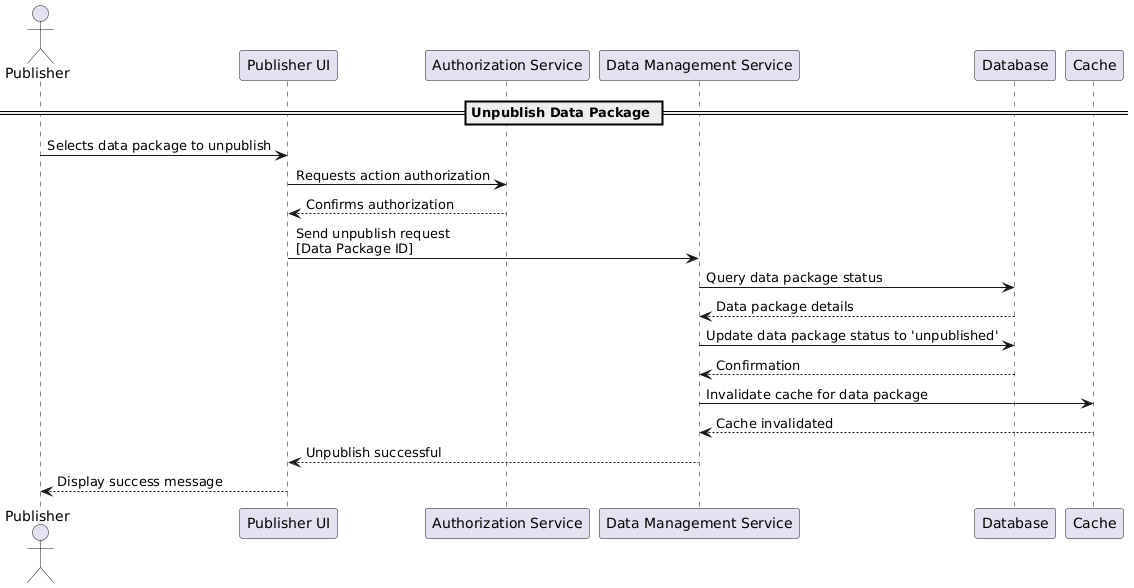 Publisher
Publisher UI
Authorization Service
Data Management Service
Database
Cache
Unpublish Data Package
Selects data package to unpublish
Requests action authorization
Confirms authorization
Send unpublish request
[Data Package ID]
Query data package status
Data package details
Update data package status to 'unpublished'
Confirmation
Invalidate cache for data package
Cache invalidated
Unpublish successful
Display success message
Publisher
Publisher UI
Authorization Service
Data Management Service
Database
Cache